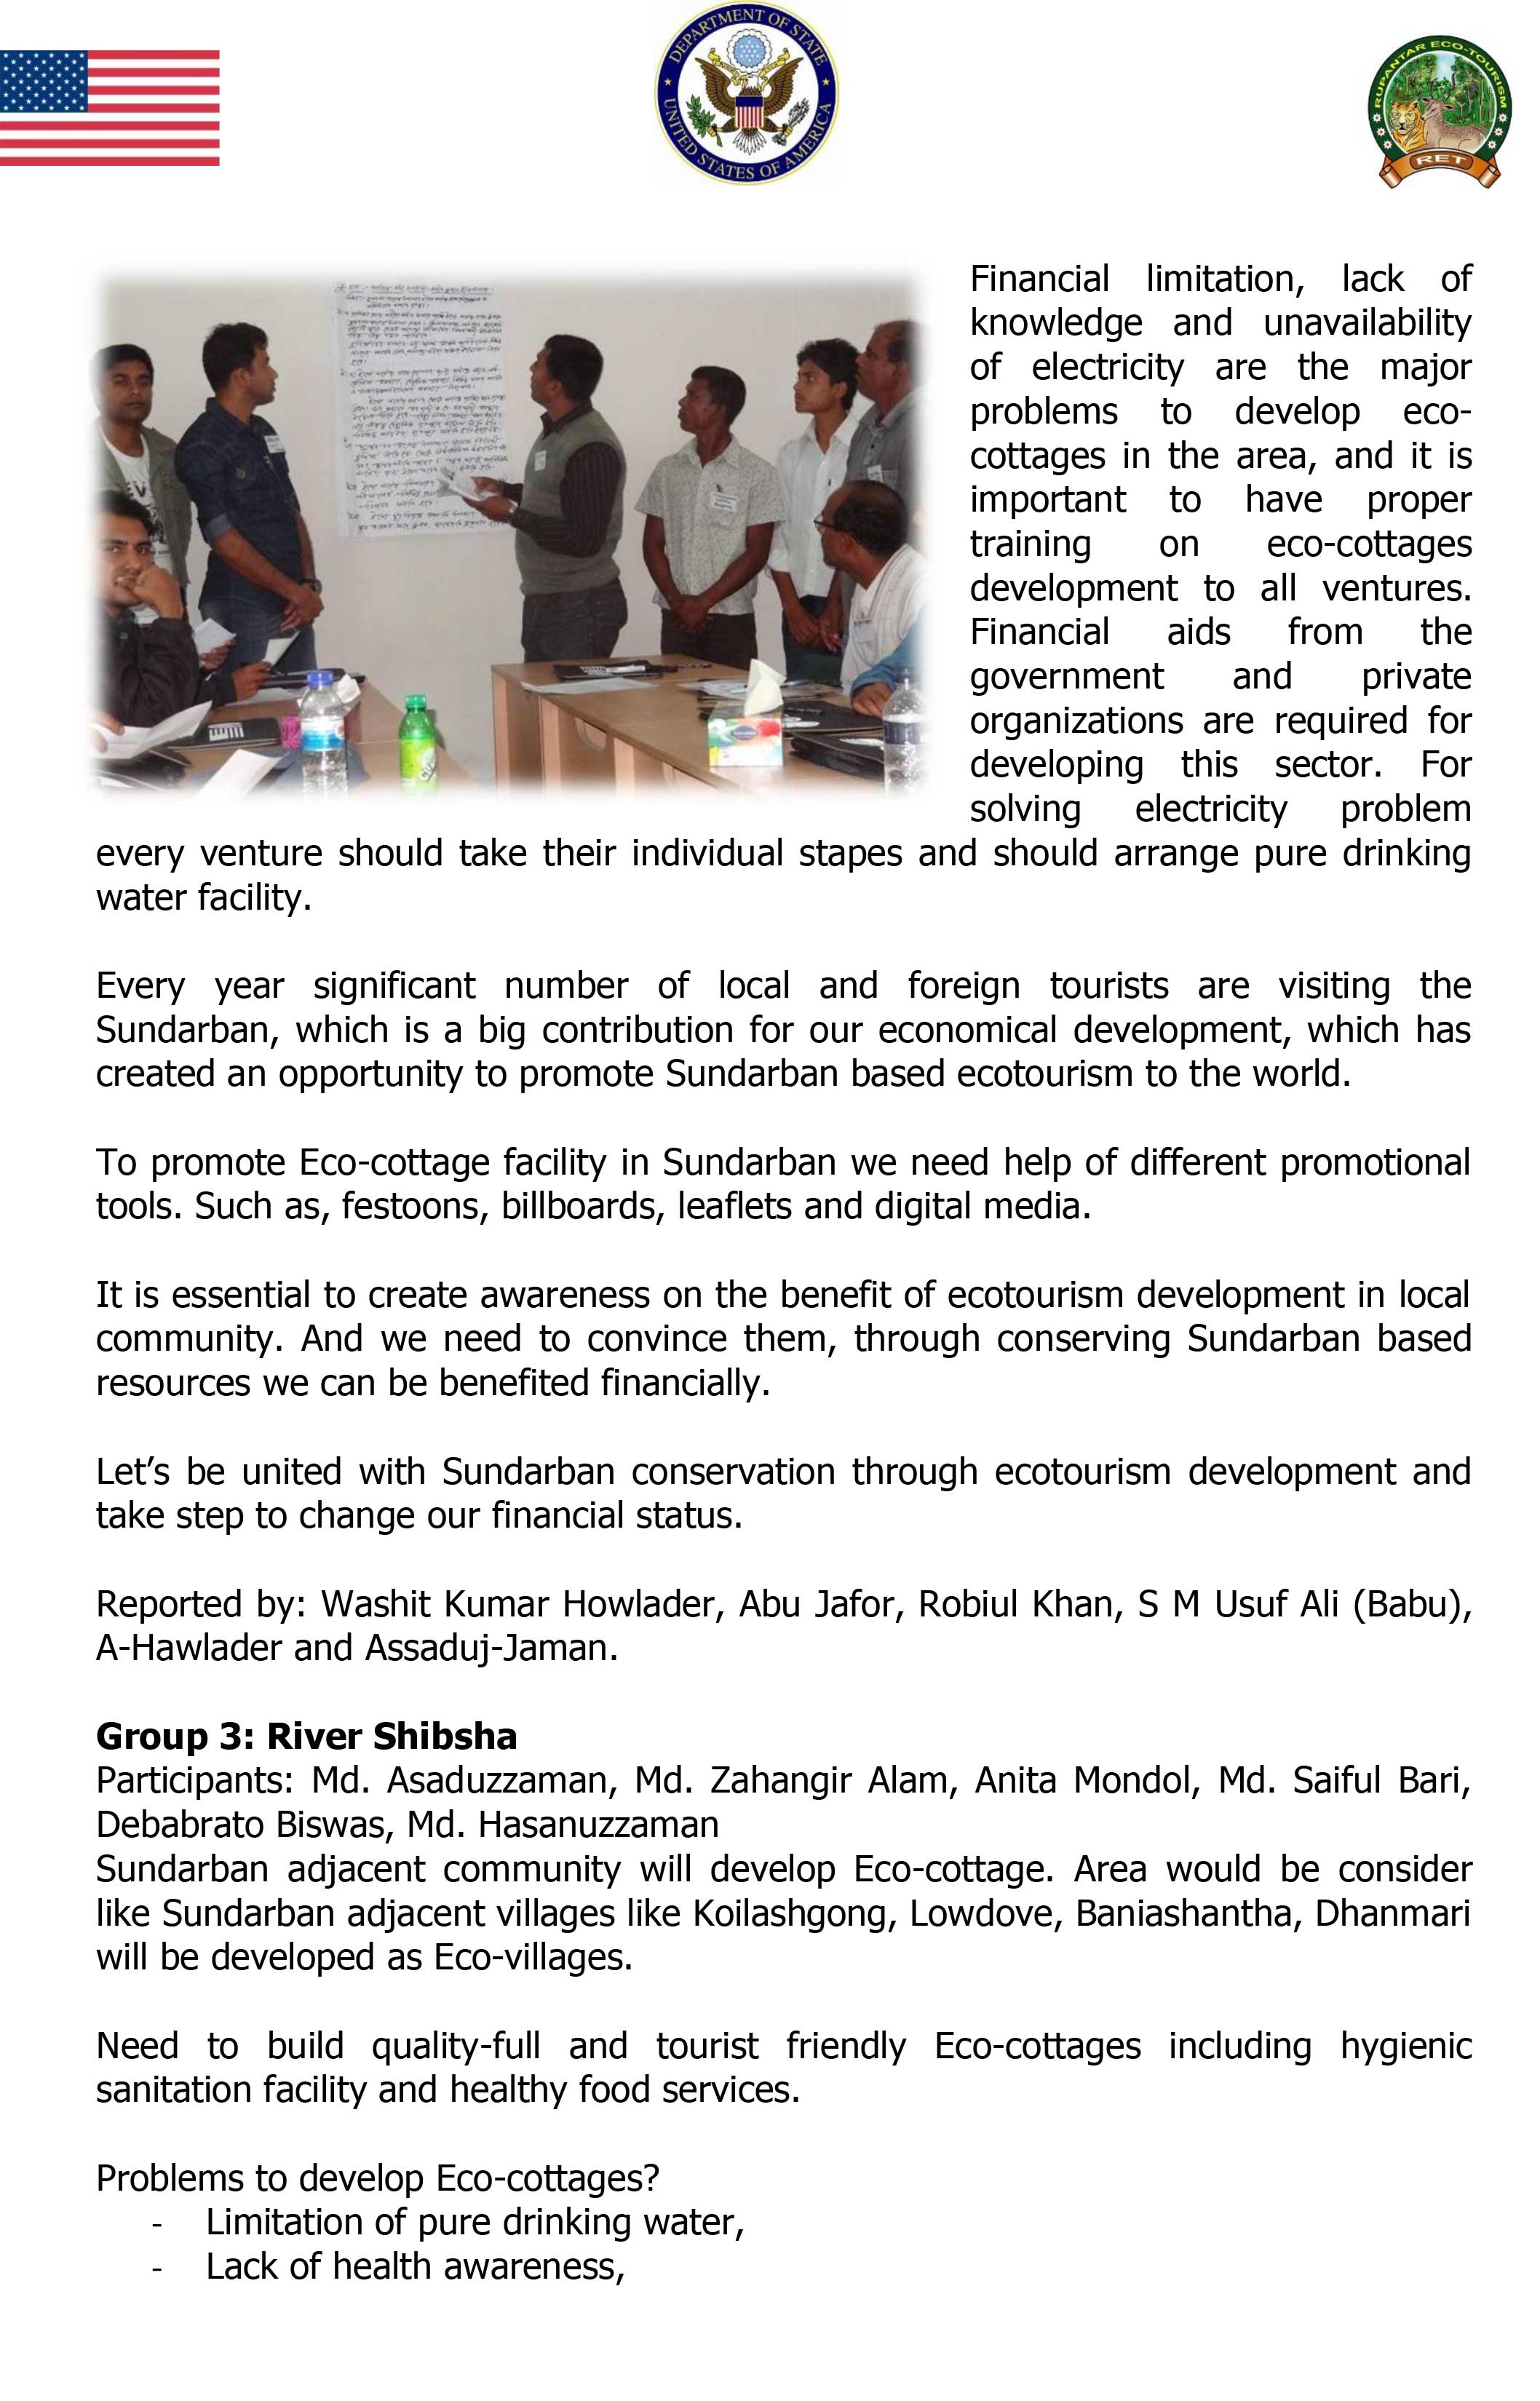 DEPARTMENT OF STATE
UNITED STATES OF AMERICA
RUPANTAR ECO-TOURISM
RET
Financial limitation, lack of
knowledge and unavailability
of electricity are the major
problems to develop eco-
cottages in the area, and it is
important to have proper
training on eco-cottages
development to all ventures.
Financial aids from the
government and private
organizations are required for
developing this sector. For
solving electricity problem
every venture should take their individual stapes and should arrange pure drinking
water facility.
Every year significant number of local and foreign tourists are visiting the
Sundarban, which is a big contribution for our economical development, which has
created an opportunity to promote Sundarban based ecotourism to the world.
To promote Eco-cottage facility in Sundarban we need help of different promotional
tools. Such as, festoons, billboards, leaflets and digital media.
It is essential to create awareness on the benefit of ecotourism development in local
community. And we need to convince them, through conserving Sundarban based
resources we can be benefited financially.
Let’s be united with Sundarban conservation through ecotourism development and
take step to change our financial status.
Reported by: Washit Kumar Howlader, Abu Jafor, Robiul Khan, S M Usuf Ali (Babu),
A-Hawlader and Assaduj-Jaman.
Group 3: River Shibsha
Participants: Md. Asaduzzaman, Md. Zahangir Alam, Anita Mondol, Md. Saiful Bari,
Debabrato Biswas, Md. Hasanuzzaman
Sundarban adjacent community will develop Eco-cottage. Area would be consider
like Sundarban adjacent villages like Koilashgong, Lowdove, Baniashantha, Dhanmari
will be developed as Eco-villages.
Need to build quality-full and tourist friendly Eco-cottages including hygienic
sanitation facility and healthy food services.
Problems to develop Eco-cottages?
- Limitation of pure drinking water,
- Lack of health awareness,